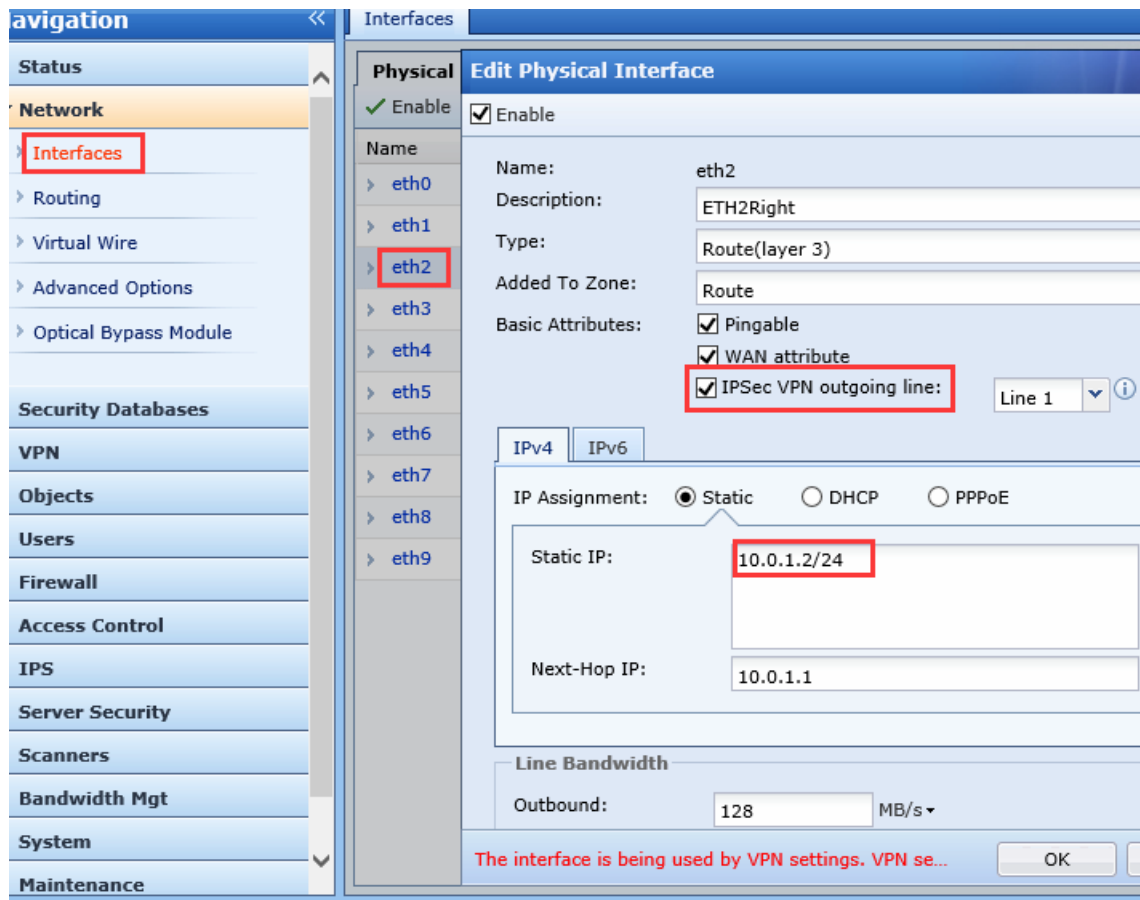 avigation
Status
Network
Interfaces
Routing
Virtual Wire
Advanced Options
Optical Bypass Module
Security Databases
VPN
Objects
Users
Firewall
Access Control
IPS
Server Security
Scanners
Bandwidth Mgt
System
Maintenance
Interfaces
Physical
Enable
Name
eth0
eth1
eth2
eth3
eth4
eth5
eth6
eth7
eth8
eth9
Edit Physical Interface
Enable
Name: eth2
Description: ETH2Right
Type: Route(layer 3)
Added To Zone: Route
Basic Attributes: Pingable
WAN attribute
IPSec VPN outgoing line: Line 1
IPv4 IPv6
IP Assignment: Static DHCP PPPoE
Static IP: 10.0.1.2/24
Next-Hop IP: 10.0.1.1
Line Bandwidth
Outbound: 128 MB/s
The interface is being used by VPN settings. VPN se... OK